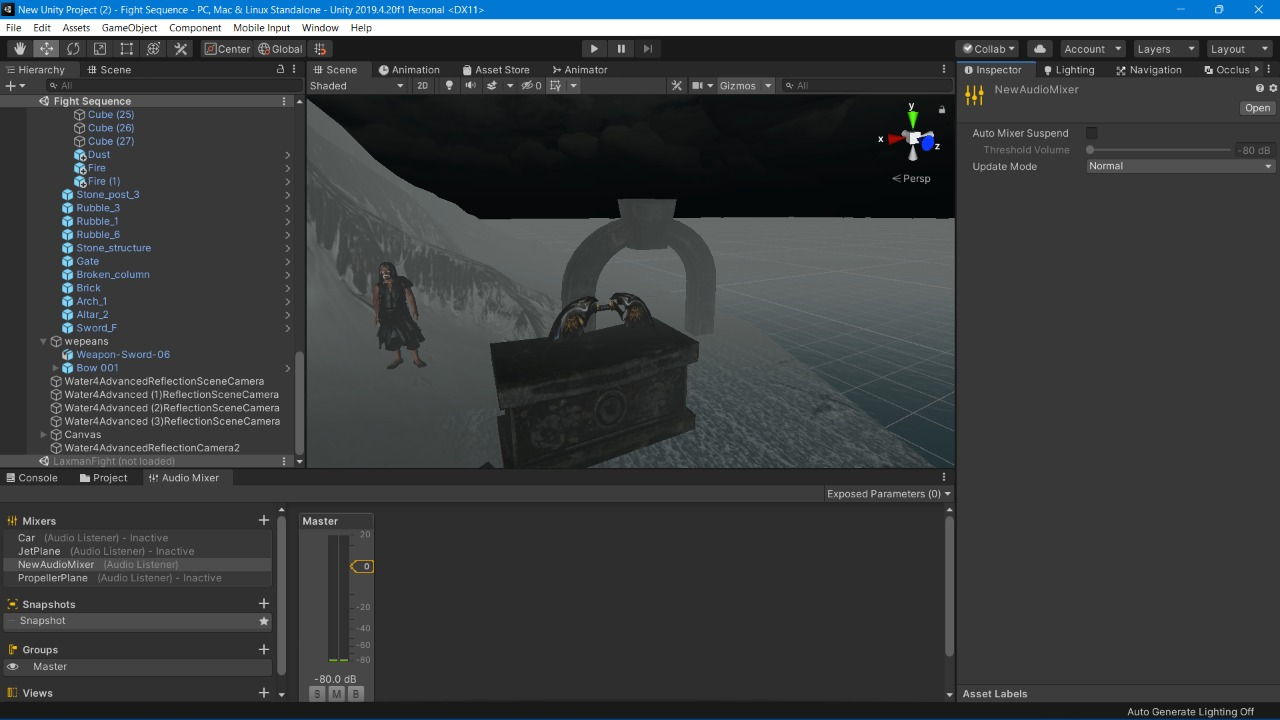 New Unity Project (2) - Fight Sequence - PC, Mac & Linux Standalone - Unity 2019.4.20f1 Personal <DX11>
File Edit Assets GameObject Component Mobile Input Window Help
Center Global Collab Account Layers Layout
Hierarchy Scene
All
Fight Sequence
Cube (25)
Cube (26)
Cube (27)
Dust
Fire
Fire (1)
Stone_post_3
Rubble_3
Rubble_1
Rubble_6
Stone_structure
Gate
Broken_column
Brick
Arch_1
Altar_2
Sword_F
wepeans
Weapon-Sword-06
Bow 001
Water4AdvancedReflectionSceneCamera
Water4Advanced (1)ReflectionSceneCamera
Water4Advanced (2)ReflectionSceneCamera
Water4Advanced (3)ReflectionSceneCamera
Canvas
Water4AdvancedReflectionCamera2
LaxmanFight (not loaded)
Scene Animation Asset Store Animator
Shaded 2D 0 Gizmos All
y
x
z
Persp
Inspector Lighting Navigation Occlus
NewAudioMixer
Open
Auto Mixer Suspend
Threshold Volume -80 dB
Update Mode Normal
Asset Labels
Console Project Audio Mixer
Exposed Parameters (0)
Mixers
Car (Audio Listener) - Inactive
JetPlane (Audio Listener) - Inactive
NewAudioMixer (Audio Listener)
PropellerPlane (Audio Listener) - Inactive
Snapshots
Snapshot
Groups
Master
Views
Master
20
0
-20
-40
-60
-80
-80.0 dB
S M B
Auto Generate Lighting Off